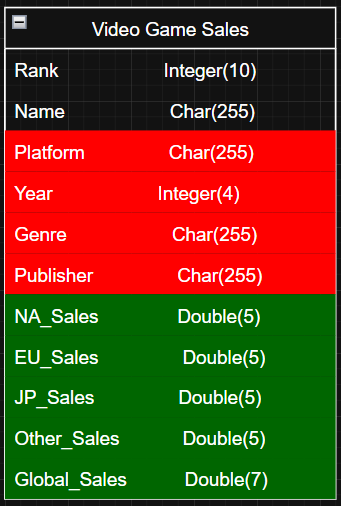 Video Game Sales
Rank Integer(10)
Name Char(255)
Platform Char(255)
Year Integer(4)
Genre Char(255)
Publisher Char(255)
NA_Sales Double(5)
EU_Sales Double(5)
JP_Sales Double(5)
Other_Sales Double(5)
Global_Sales Double(7)